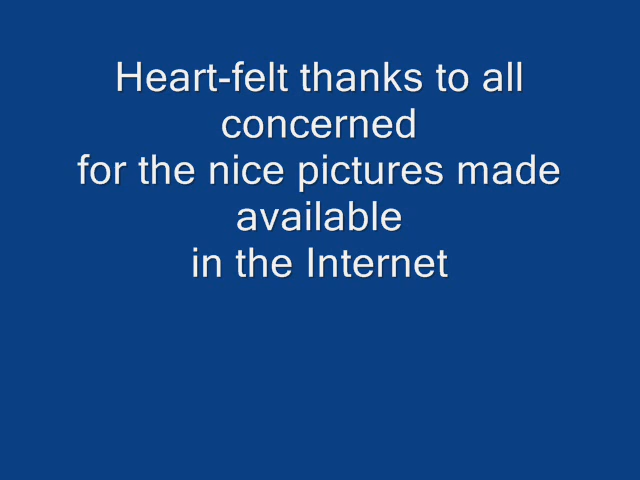 Heart-felt thanks to all
concerned
for the nice pictures made
available
in the Internet